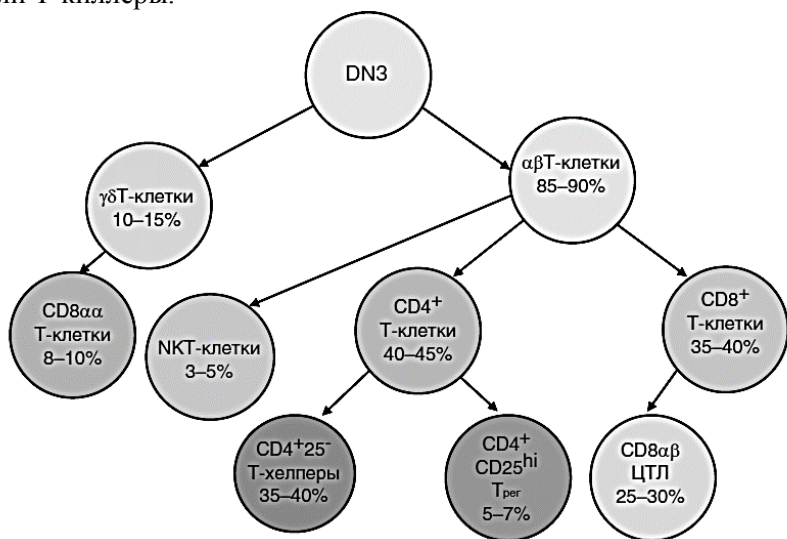 DN3
γδT-клетки
10–15%
αβT-клетки
85–90%
CD8αα
T-клетки
8–10%
NKT-клетки
3–5%
CD4⁺
T-клетки
40–45%
CD8⁺
T-клетки
35–40%
CD4⁺25⁻
T-хелперы
35–40%
CD4⁺
CD25ʰⁱ
Tрег
5–7%
CD8αβ
ЦТЛ
25–30%